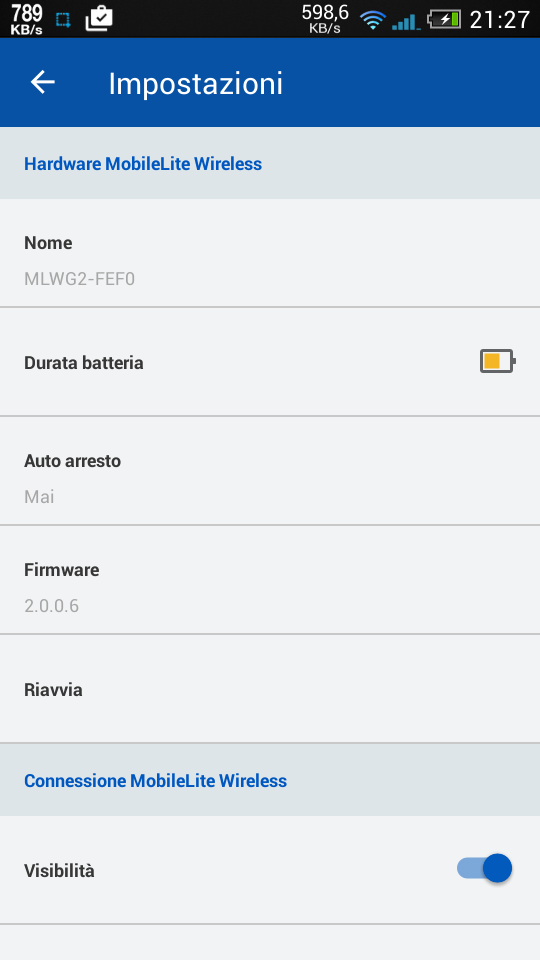 789 598,6 21:27
KB/s KB/s
Impostazioni
Hardware MobileLite Wireless
Nome
MLWG2-FEF0
Durata batteria
Auto arresto
Mai
Firmware
2.0.0.6
Riavvia
Connessione MobileLite Wireless
Visibilità